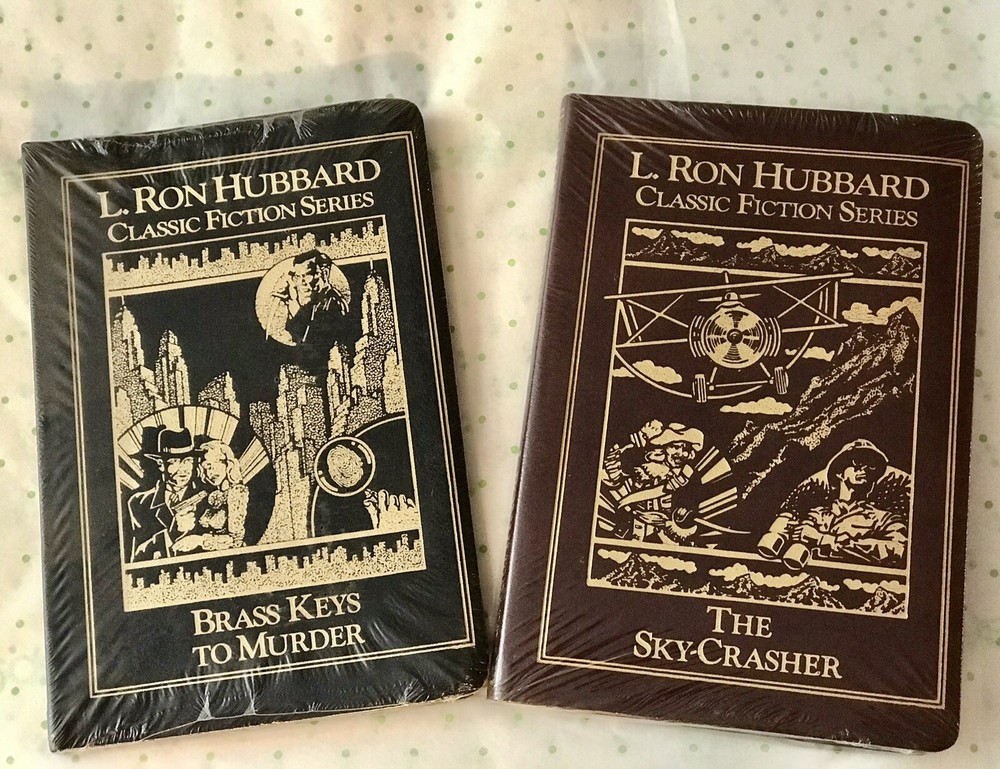 L. RON HUBBARD
CLASSIC FICTION SERIES
BRASS KEYS
TO MURDER
L. RON HUBBARD
CLASSIC FICTION SERIES
THE
SKY-CRASHER